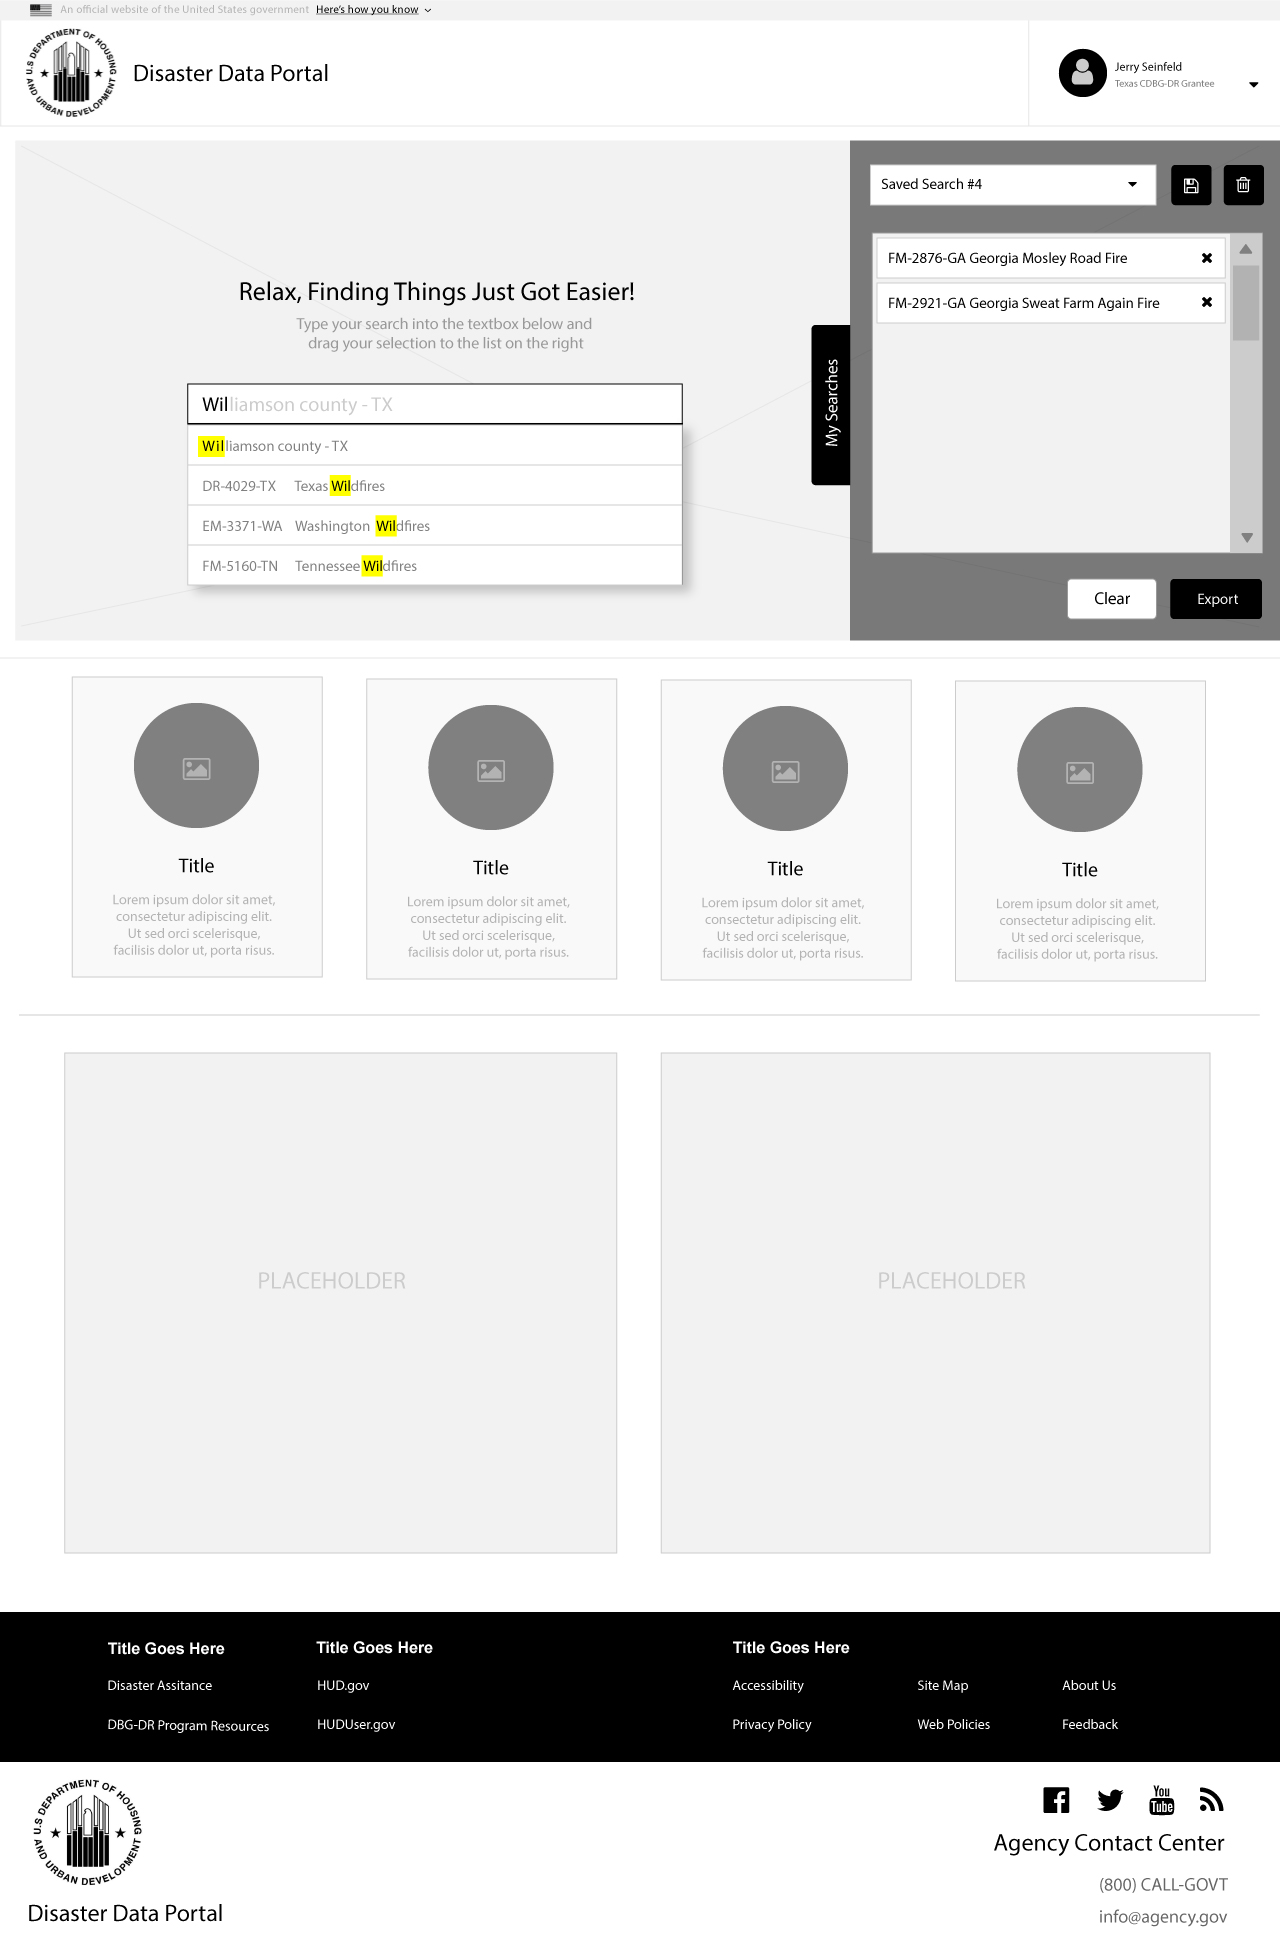 An official website of the United States government Here's how you know
U.S DEPARTMENT OF HOUSING
AND URBAN DEVELOPMENT
Disaster Data Portal
Jerry Seinfeld
Texas CDBG-DR Grantee
Relax, Finding Things Just Got Easier!
Type your search into the textbox below and
drag your selection to the list on the right
Williamson county - TX
Williamson county - TX
DR-4029-TX Texas Wildfires
EM-3371-WA Washington Wildfires
FM-5160-TN Tennessee Wildfires
My Searches
Saved Search #4
FM-2876-GA Georgia Mosley Road Fire
FM-2921-GA Georgia Sweat Farm Again Fire
Clear
Export
Title
Lorem ipsum dolor sit amet,
consectetur adipiscing elit.
Ut sed orci scelerisque,
facilisis dolor ut, porta risus.
Title
Lorem ipsum dolor sit amet,
consectetur adipiscing elit.
Ut sed orci scelerisque,
facilisis dolor ut, porta risus.
Title
Lorem ipsum dolor sit amet,
consectetur adipiscing elit.
Ut sed orci scelerisque,
facilisis dolor ut, porta risus.
Title
Lorem ipsum dolor sit amet,
consectetur adipiscing elit.
Ut sed orci scelerisque,
facilisis dolor ut, porta risus.
PLACEHOLDER
PLACEHOLDER
Title Goes Here
Disaster Assitance
DBG-DR Program Resources
Title Goes Here
HUD.gov
HUDUser.gov
Title Goes Here
Accessibility
Site Map
About Us
Privacy Policy
Web Policies
Feedback
U.S DEPARTMENT OF HOUSING
AND URBAN DEVELOPMENT
Disaster Data Portal
You
Tube
Agency Contact Center
(800) CALL-GOVT
info@agency.gov